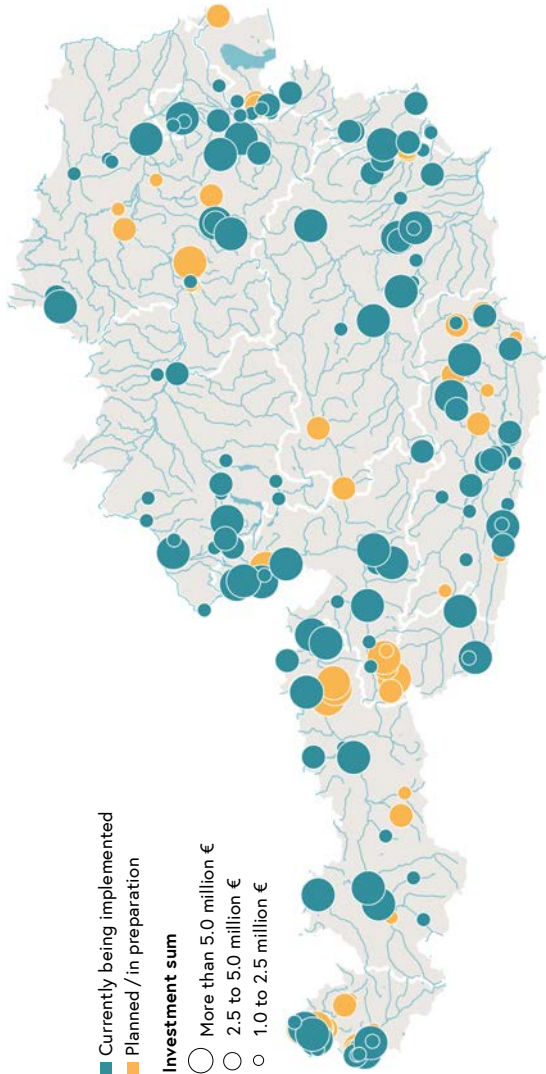 Currently being implemented
Planned / in preparation
Investment sum
More than 5.0 million €
2.5 to 5.0 million €
1.0 to 2.5 million €